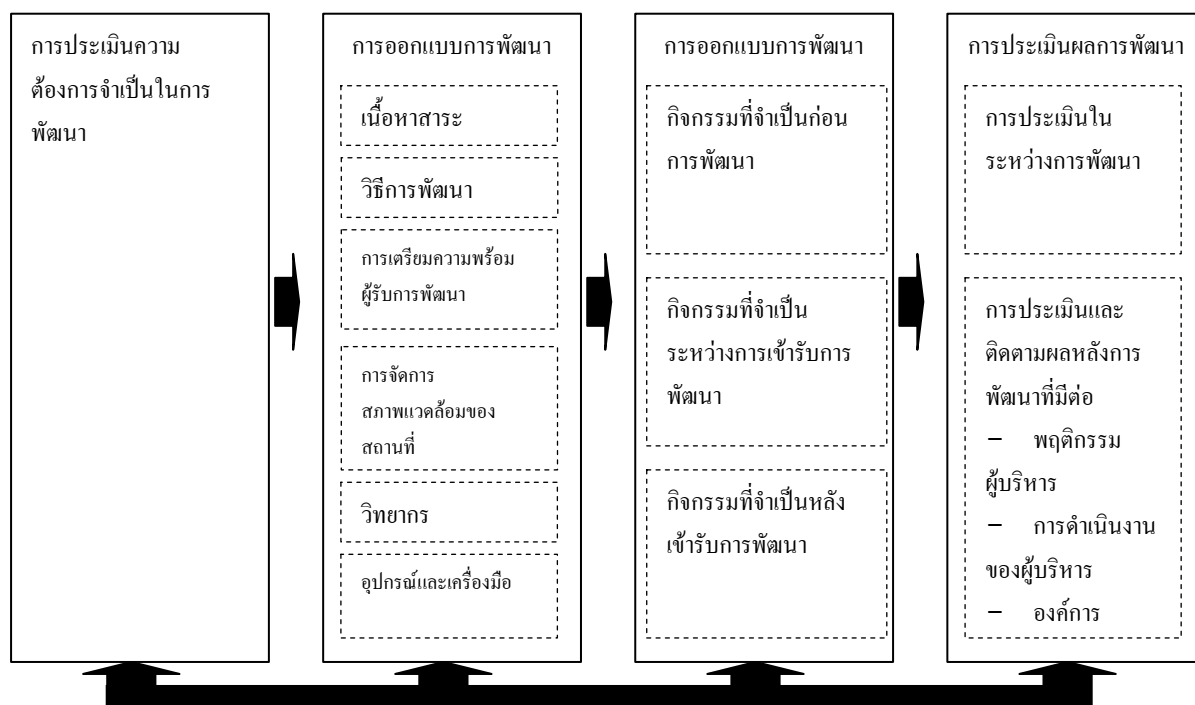 การประเมินความ
ต้องการจำเป็นในการ
พัฒนา
การออกแบบการพัฒนา
เนื้อหาสาระ
วิธีการพัฒนา
การเตรียมความพร้อม
ผู้รับการพัฒนา
การจัดการ
สภาพแวดล้อมของ
สถานที่
วิทยากร
อุปกรณ์และเครื่องมือ
การออกแบบการพัฒนา
กิจกรรมที่จำเป็นก่อน
การพัฒนา
กิจกรรมที่จำเป็น
ระหว่างการเข้ารับการ
พัฒนา
กิจกรรมที่จำเป็นหลัง
เข้ารับการพัฒนา
การประเมินผลการพัฒนา
การประเมินใน
ระหว่างการพัฒนา
การประเมินและ
ติดตามผลหลังการ
พัฒนาที่มีต่อ
– พฤติกรรม
ผู้บริหาร
– การดำเนินงาน
ของผู้บริหาร
– องค์การ